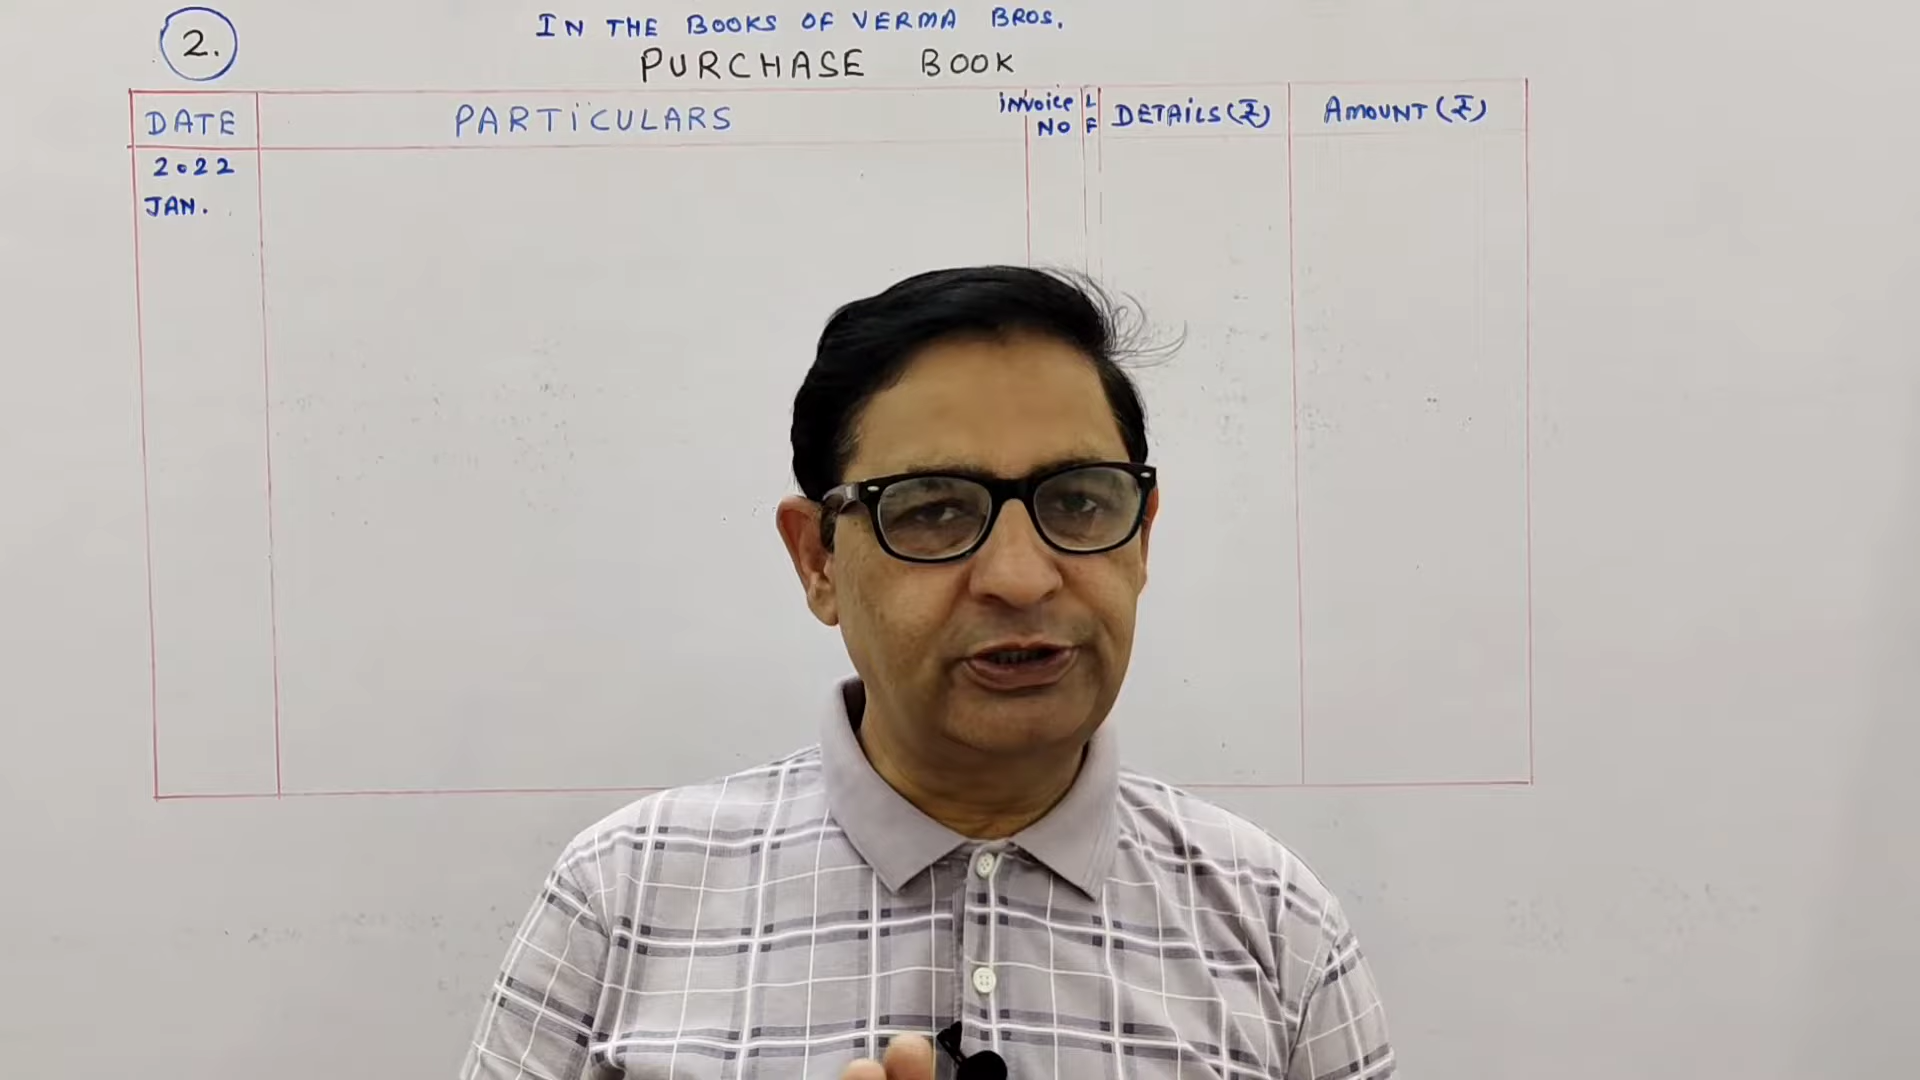 2.
IN THE BOOKS OF VERMA BROS.
PURCHASE BOOK
DATE PARTICULARS INVOICE NO L F DETAILS (₹) AMOUNT (₹)
2022
JAN.